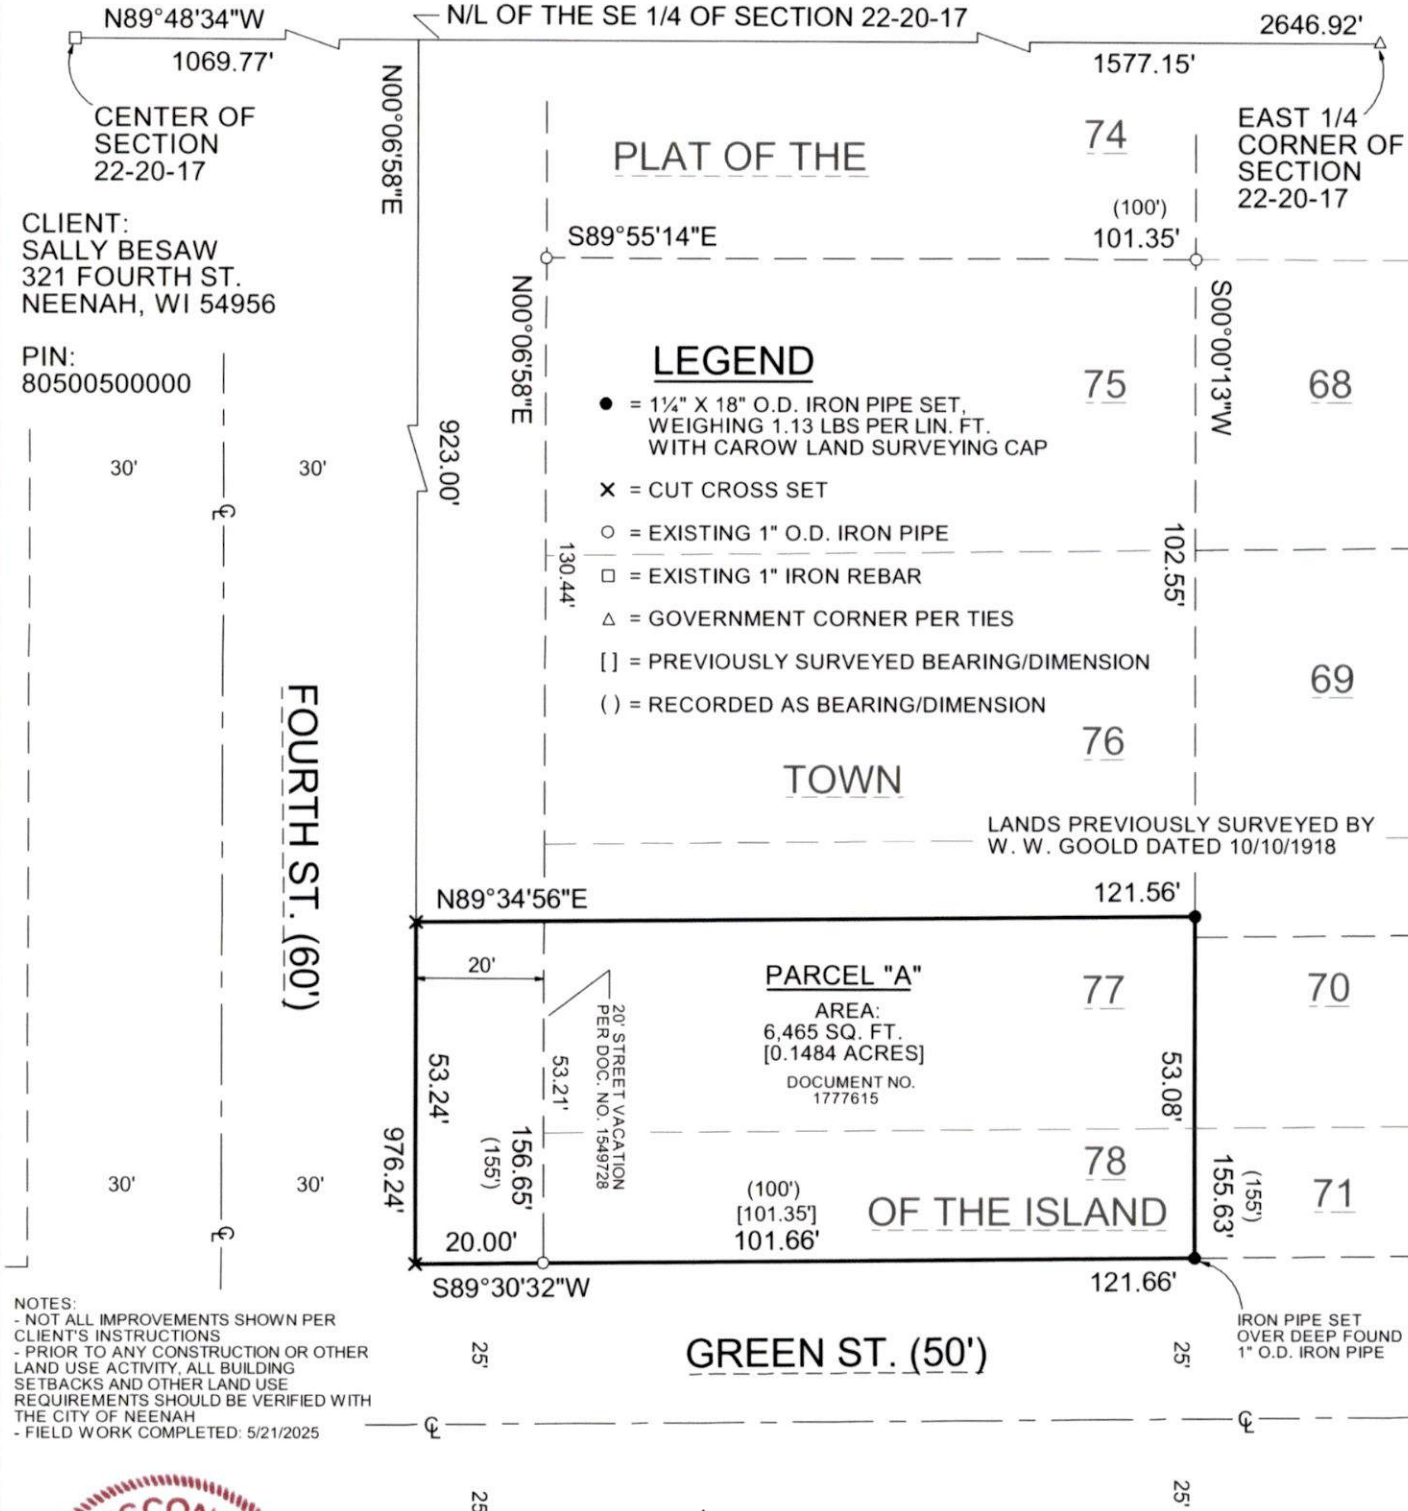 N89°48'34"W
N/L OF THE SE 1/4 OF SECTION 22-20-17
2646.92'
1069.77'
1577.15'
CENTER OF
SECTION
22-20-17
N00°06'58"E
PLAT OF THE
74
EAST 1/4
CORNER OF
SECTION
22-20-17
CLIENT:
SALLY BESAW
321 FOURTH ST.
NEENAH, WI 54956
S89°55'14"E
(100')
101.35'
N00°06'58"E
S00°00'13"W
PIN:
80500500000
LEGEND
75
68
● = 1¼" X 18" O.D. IRON PIPE SET,
WEIGHING 1.13 LBS PER LIN. FT.
WITH CAROW LAND SURVEYING CAP
30'
30'
923.00'
× = CUT CROSS SET
○ = EXISTING 1" O.D. IRON PIPE
130.44'
102.55'
□ = EXISTING 1" IRON REBAR
△ = GOVERNMENT CORNER PER TIES
[ ] = PREVIOUSLY SURVEYED BEARING/DIMENSION
( ) = RECORDED AS BEARING/DIMENSION
69
76
FOURTH ST. (60')
TOWN
LANDS PREVIOUSLY SURVEYED BY
W. W. GOOLD DATED 10/10/1918
N89°34'56"E
121.56'
20'
PARCEL "A"
77
70
AREA:
6,465 SQ. FT.
[0.1484 ACRES]
DOCUMENT NO.
1777615
20' STREET VACATION
PER DOC. NO. 1549728
53.24'
53.21'
53.08'
976.24'
156.65'
(155')
30'
30'
(100')
[101.35']
101.66'
78
OF THE ISLAND
(155')
155.63'
71
20.00'
S89°30'32"W
121.66'
NOTES:
- NOT ALL IMPROVEMENTS SHOWN PER
CLIENT'S INSTRUCTIONS
- PRIOR TO ANY CONSTRUCTION OR OTHER
LAND USE ACTIVITY, ALL BUILDING
SETBACKS AND OTHER LAND USE
REQUIREMENTS SHOULD BE VERIFIED WITH
THE CITY OF NEENAH
- FIELD WORK COMPLETED: 5/21/2025
25'
GREEN ST. (50')
25'
IRON PIPE SET
OVER DEEP FOUND
1" O.D. IRON PIPE
25'
25'